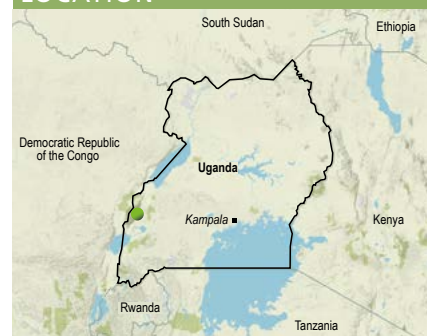 LOCATION
South Sudan
Ethiopia
Democratic Republic
of the Congo
Uganda
Kampala
Kenya
Rwanda
Tanzania